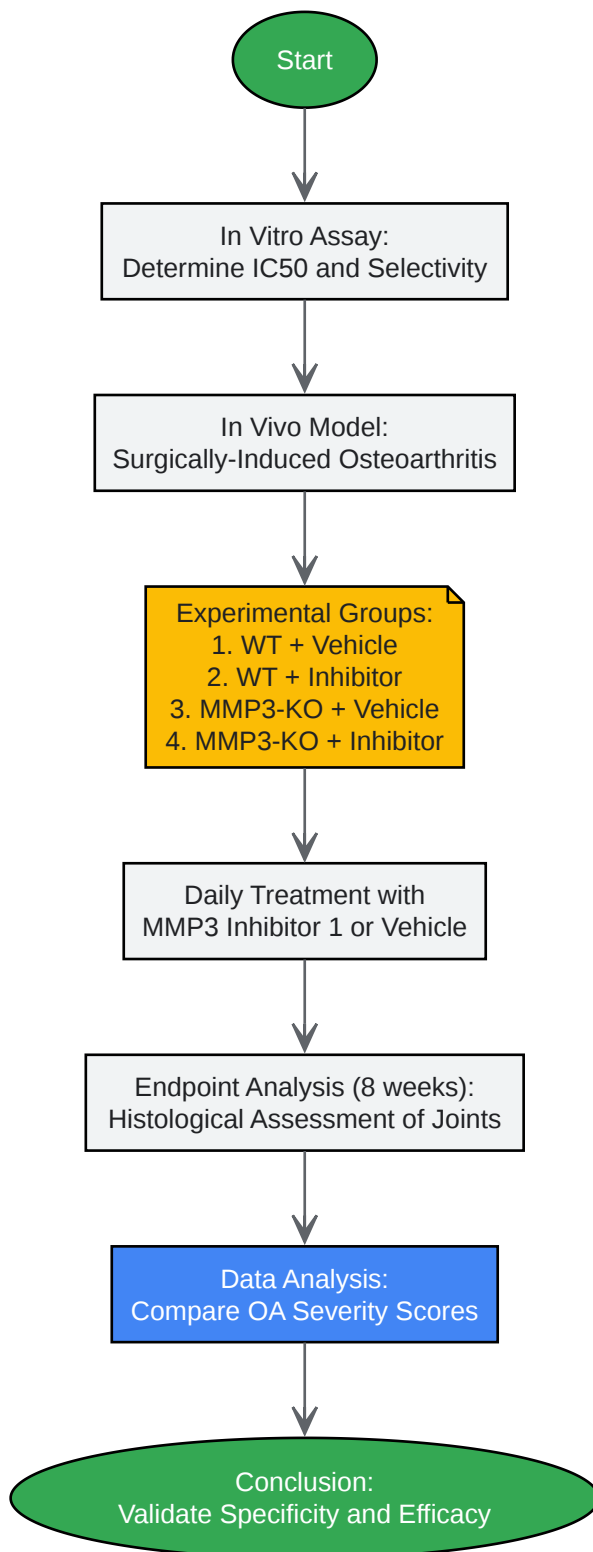 Start
In Vitro Assay:
Determine IC50 and Selectivity
In Vivo Model:
Surgically-Induced Osteoarthritis
Experimental Groups:
1. WT + Vehicle
2. WT + Inhibitor
3. MMP3-KO + Vehicle
4. MMP3-KO + Inhibitor
Daily Treatment with
MMP3 Inhibitor 1 or Vehicle
Endpoint Analysis (8 weeks):
Histological Assessment of Joints
Data Analysis:
Compare OA Severity Scores
Conclusion:
Validate Specificity and Efficacy